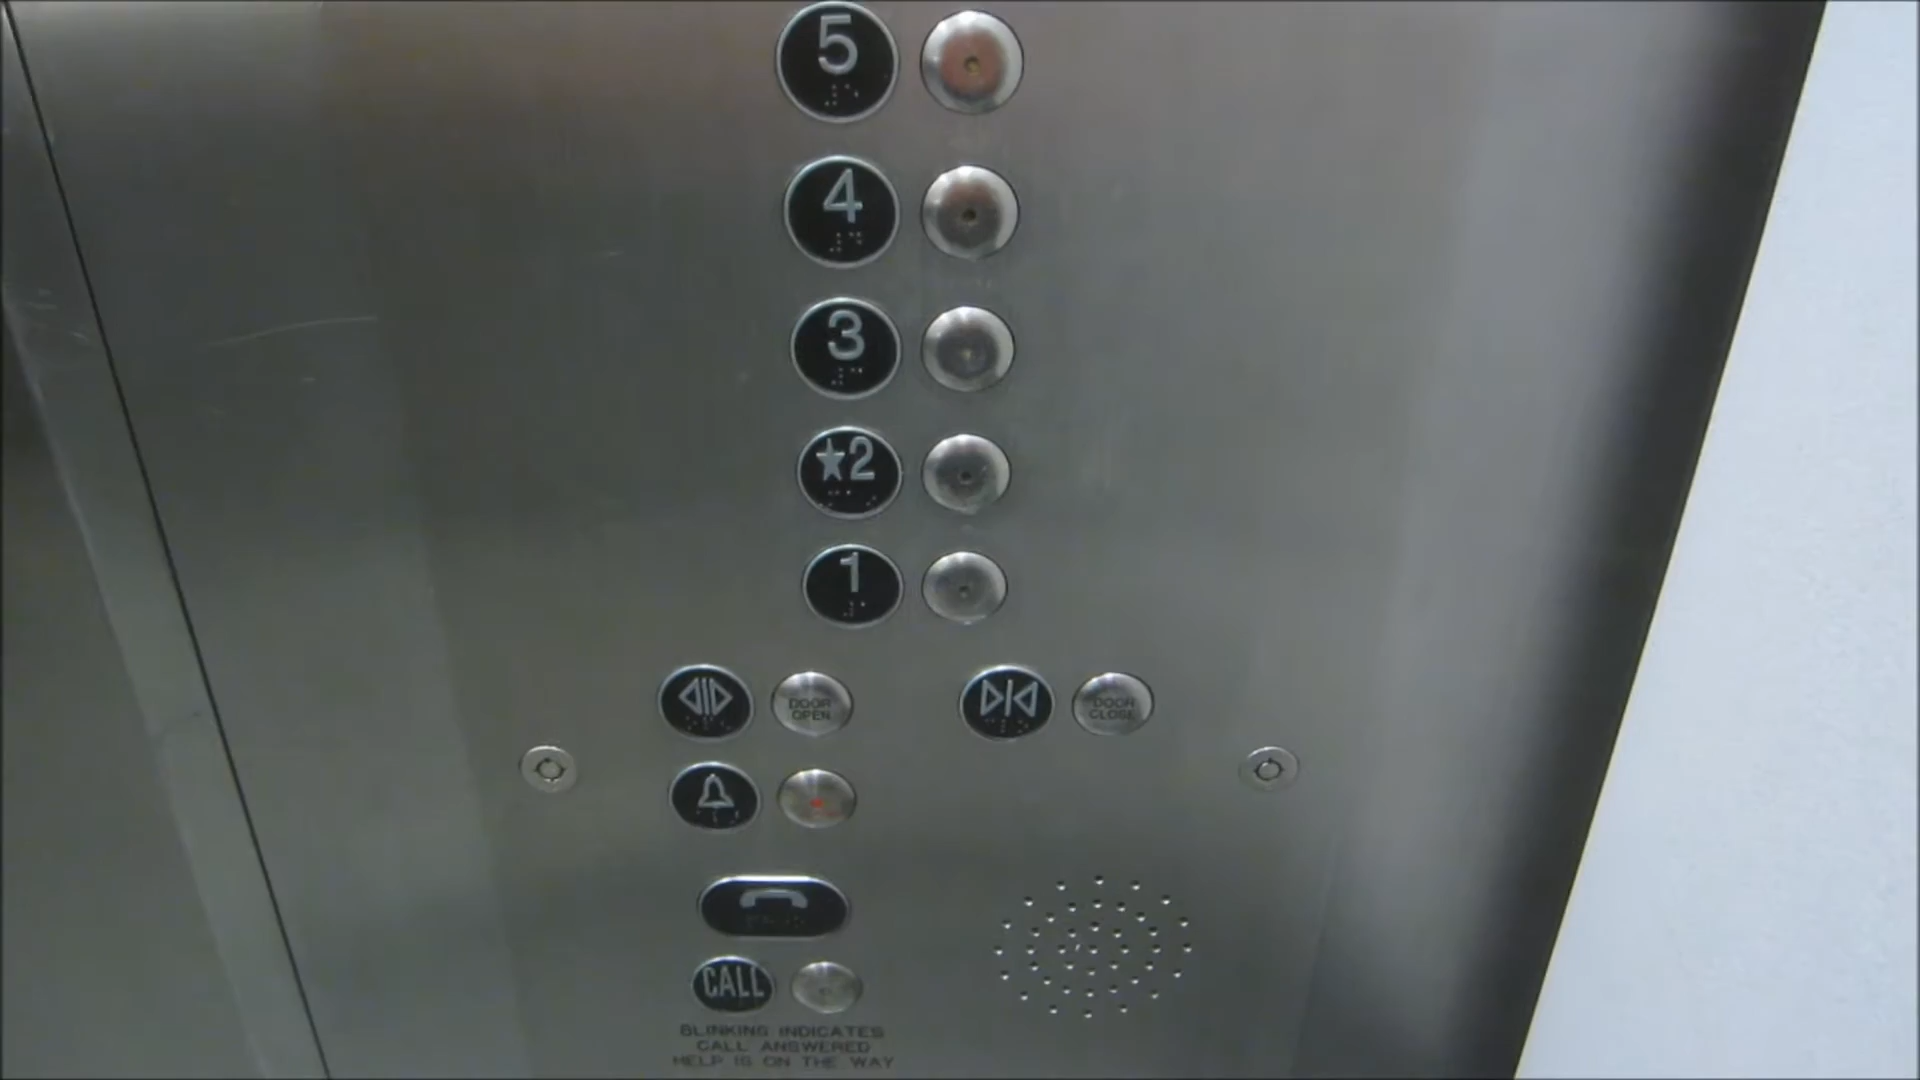 5
4
3
★2
1
DOOR
OPEN
DOOR
CLOSE
CALL
BLINKING INDICATES
CALL ANSWERED
HELP IS ON THE WAY